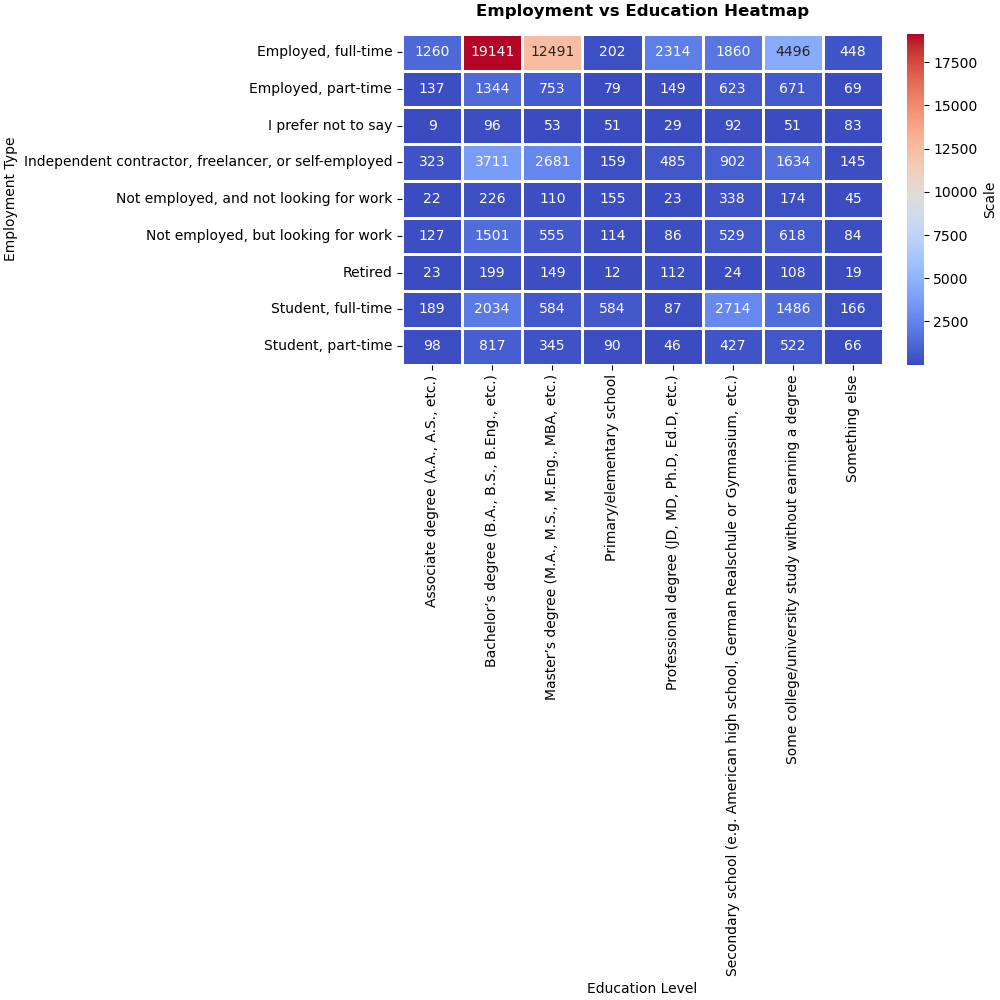 Employment vs Education Heatmap
Employment Type
Employed, full-time 1260 19141 12491 202 2314 1860 4496 448
Employed, part-time 137 1344 753 79 149 623 671 69
I prefer not to say 9 96 53 51 29 92 51 83
Independent contractor, freelancer, or self-employed 323 3711 2681 159 485 902 1634 145
Not employed, and not looking for work 22 226 110 155 23 338 174 45
Not employed, but looking for work 127 1501 555 114 86 529 618 84
Retired 23 199 149 12 112 24 108 19
Student, full-time 189 2034 584 584 87 2714 1486 166
Student, part-time 98 817 345 90 46 427 522 66
Associate degree (A.A., A.S., etc.)
Bachelor’s degree (B.A., B.S., B.Eng., etc.)
Master’s degree (M.A., M.S., M.Eng., MBA, etc.)
Primary/elementary school
Professional degree (JD, MD, Ph.D, Ed.D, etc.)
Secondary school (e.g. American high school, German Realschule or Gymnasium, etc.)
Some college/university study without earning a degree
Something else
Education Level
17500
15000
12500
10000
7500
5000
2500
Scale